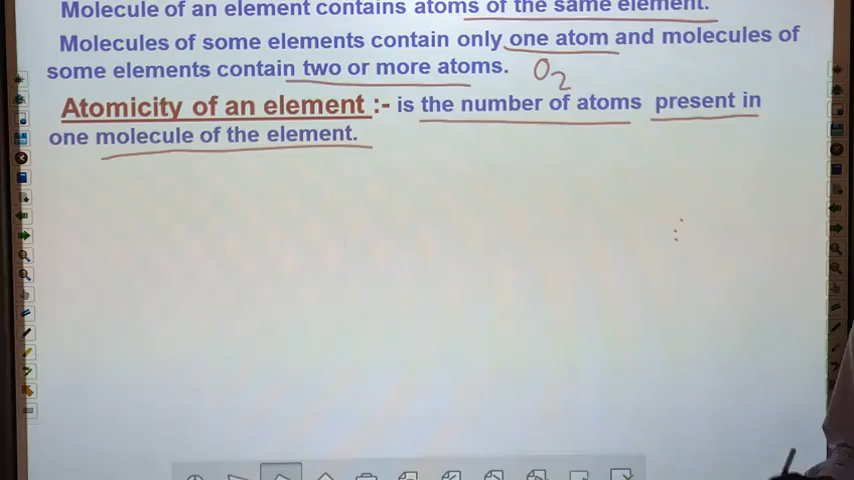 Molecule of an element contains atoms of the same element.
Molecules of some elements contain only one atom and molecules of
some elements contain two or more atoms. O2
Atomicity of an element :- is the number of atoms present in
one molecule of the element.